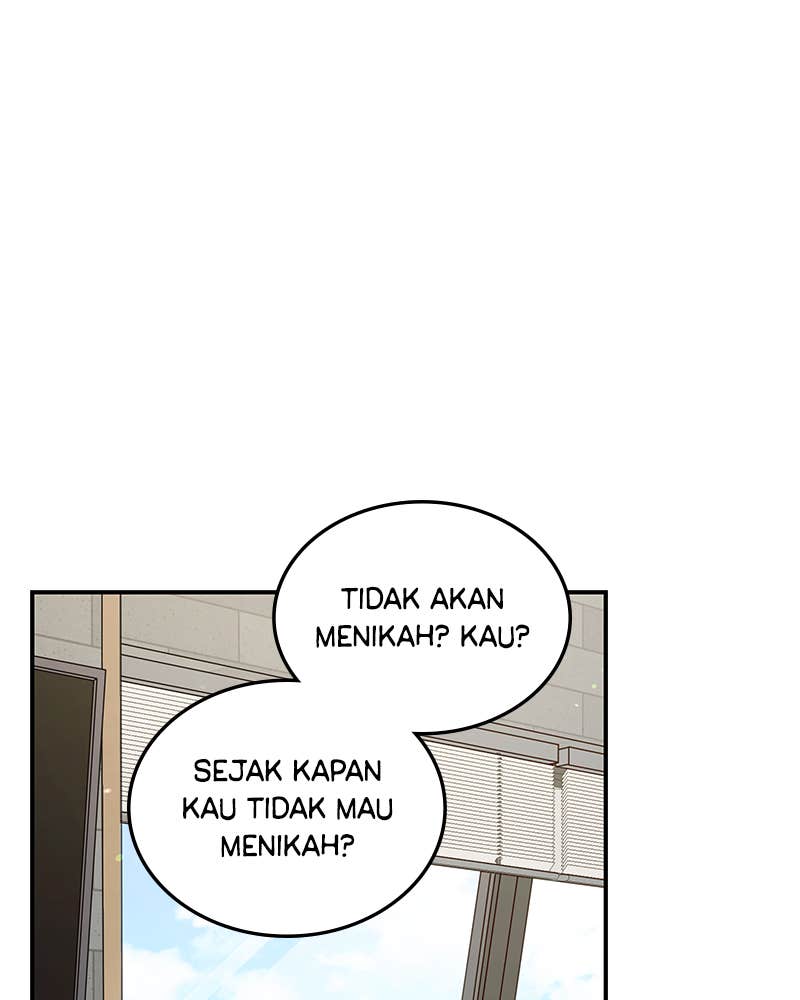 TIDAK AKAN
MENIKAH? KAU?
SEJAK KAPAN
KAU TIDAK MAU
MENIKAH?